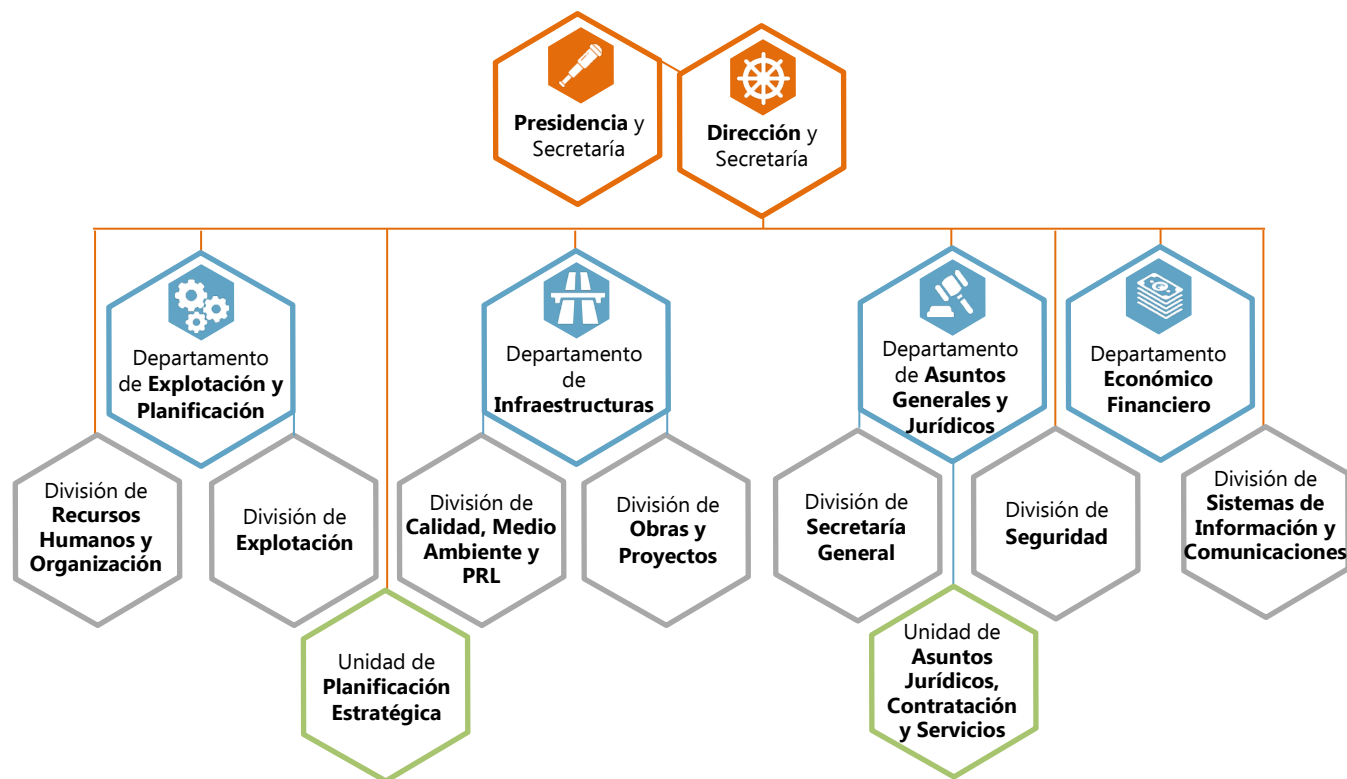 Presidencia y
Secretaría
Dirección y
Secretaría
Departamento
de Explotación y
Planificación
Departamento
de
Infraestructuras
Departamento
de Asuntos
Generales y
Jurídicos
Departamento
Económico
Financiero
División de
Recursos
Humanos y
Organización
División de
Explotación
División de
Calidad, Medio
Ambiente y
PRL
División de
Obras y
Proyectos
División de
Secretaría
General
División de
Seguridad
División de
Sistemas de
Información y
Comunicaciones
Unidad de
Planificación
Estratégica
Unidad de
Asuntos
Jurídicos,
Contratación
y Servicios